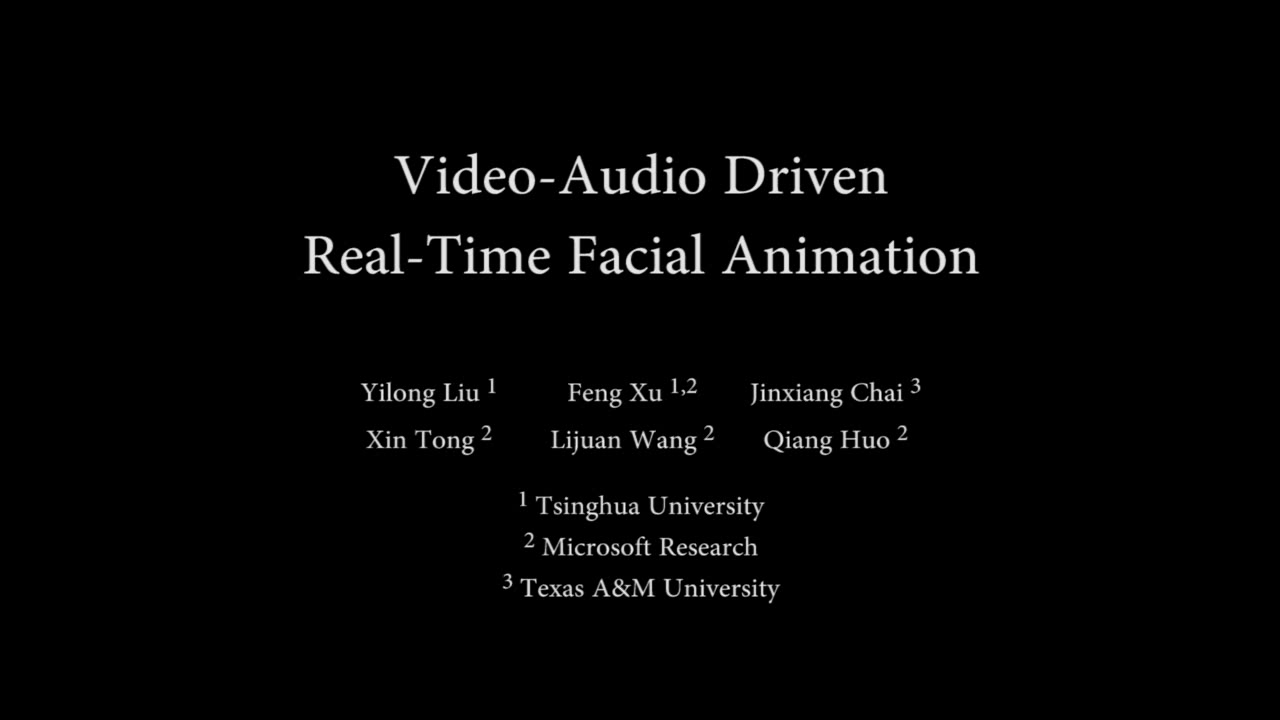 Video-Audio Driven
Real-Time Facial Animation
Yilong Liu 1 Feng Xu 1,2 Jinxiang Chai 3
Xin Tong 2 Lijuan Wang 2 Qiang Huo 2
1 Tsinghua University
2 Microsoft Research
3 Texas A&M University